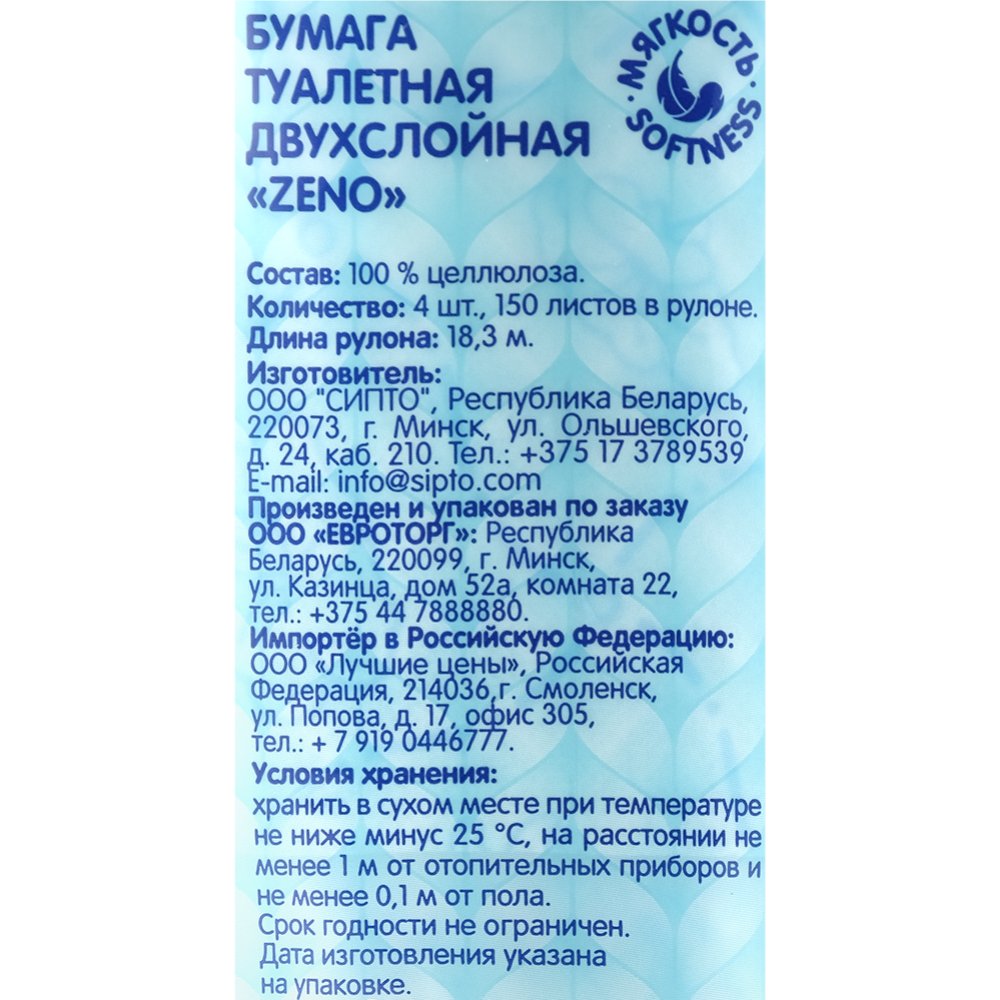 БУМАГА
ТУАЛЕТНАЯ
ДВУХСЛОЙНАЯ
«ZENO»
· МЯГКОСТЬ ·
SOFTNESS
Состав: 100 % целлюлоза.
Количество: 4 шт., 150 листов в рулоне.
Длина рулона: 18,3 м.
Изготовитель:
ООО "СИПТО", Республика Беларусь,
220073, г. Минск, ул. Ольшевского,
д. 24, каб. 210. Тел.: +375 17 3789539
E-mail: info@sipto.com
Произведен и упакован по заказу
ООО «ЕВРОТОРГ»: Республика
Беларусь, 220099, г. Минск,
ул. Казинца, дом 52а, комната 22,
тел.: +375 44 7888880.
Импортёр в Российскую Федерацию:
ООО «Лучшие цены», Российская
Федерация, 214036,г. Смоленск,
ул. Попова, д. 17, офис 305,
тел.: + 7 919 0446777.
Условия хранения:
хранить в сухом месте при температуре
не ниже минус 25 °С, на расстоянии не
менее 1 м от отопительных приборов и
не менее 0,1 м от пола.
Срок годности не ограничен.
Дата изготовления указана
на упаковке.